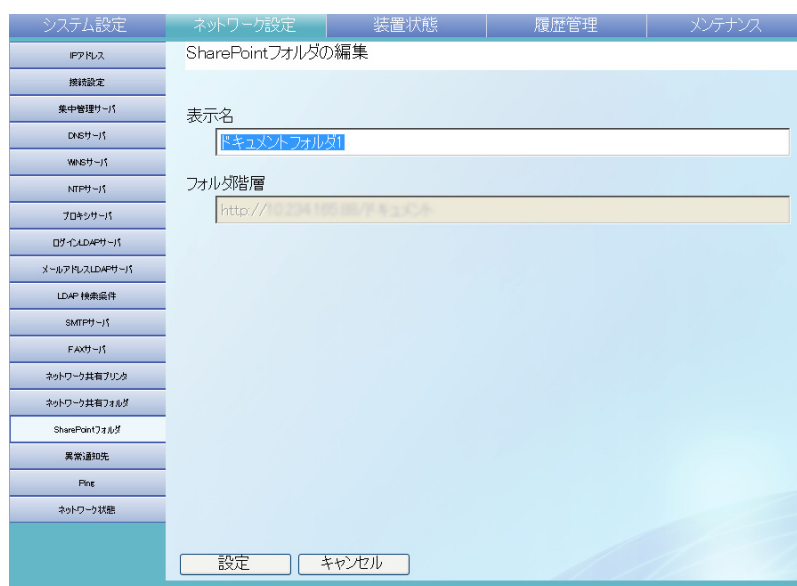 システム設定
ネットワーク設定
装置状態
履歴管理
メンテナンス
IPアドレス
接続設定
集中管理サーバ
DNSサーバ
WINSサーバ
NTPサーバ
プロキシサーバ
ログインLDAPサーバ
メールアドレスLDAPサーバ
LDAP 検索条件
SMTPサーバ
FAXサーバ
ネットワーク共有プリンタ
ネットワーク共有フォルダ
SharePointフォルダ
異常通知先
Ping
ネットワーク状態
SharePointフォルダの編集
表示名
ドキュメントフォルダ1
フォルダ階層
http://
設定
キャンセル